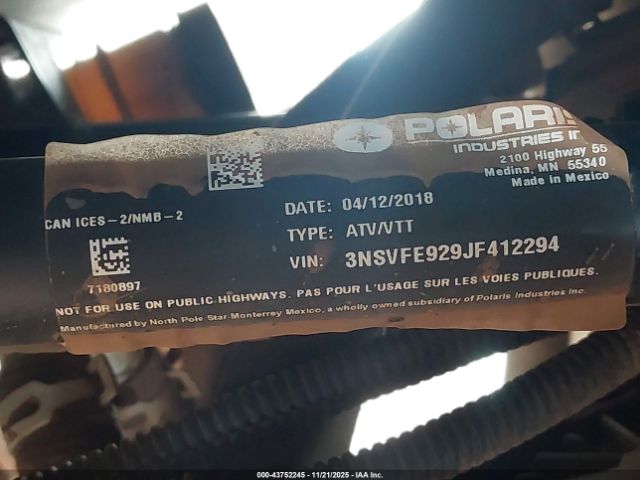 POLARIS
INDUSTRIES
2100 Highway 55
Medina, MN 55340
Made in Mexico
CAN ICES-2/NMB-2
DATE: 04/12/2018
TYPE: ATV/VTT
VIN: 3NSVFE929JF412294
7180897
NOT FOR USE ON PUBLIC HIGHWAYS. PAS POUR L'USAGE SUR LES VOIES PUBLIQUES.
Manufactured by North Pole Star-Monterrey Mexico, a wholly owned subsidiary of Polaris Industries Inc.
000-43752245 - 11/21/2025 - IAA Inc.